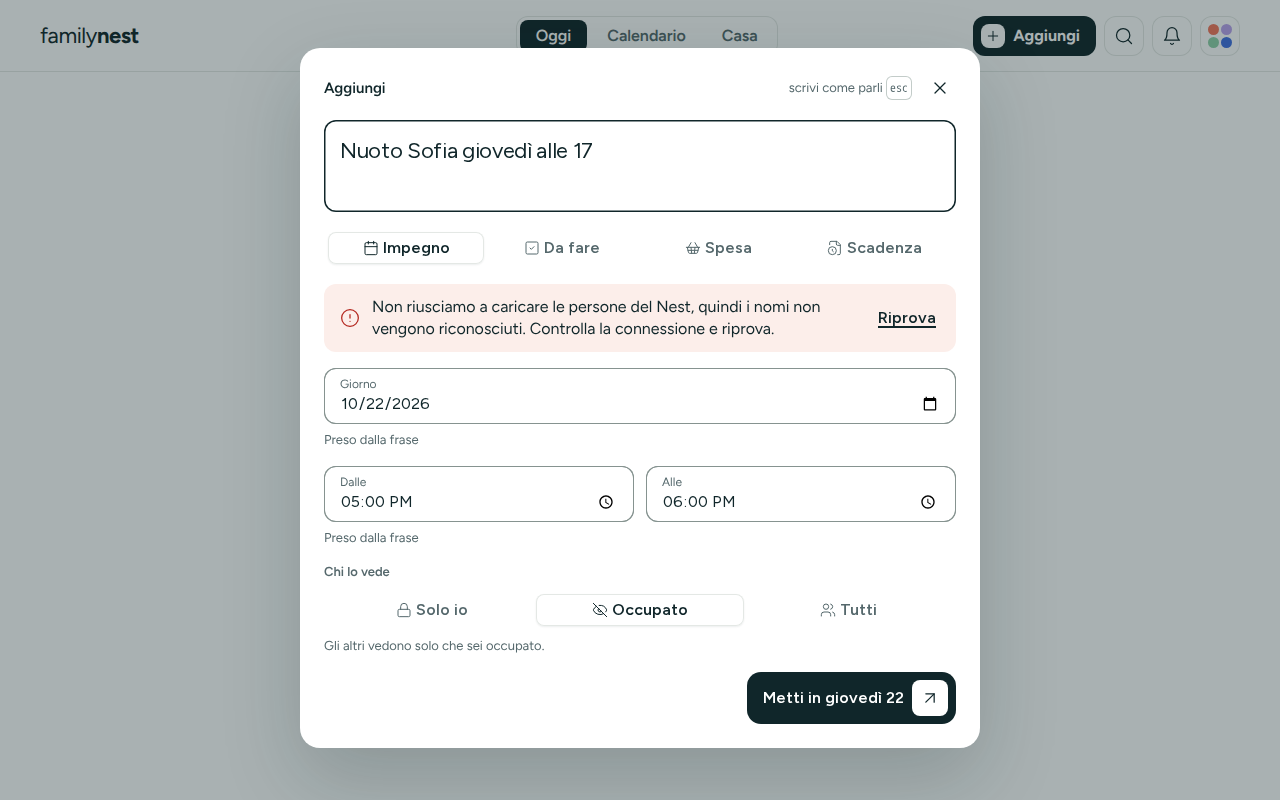 familynest
Oggi
Calendario
Casa
Aggiungi
Aggiungi
scrivi come parli esc
Nuoto Sofia giovedì alle 17
Impegno
Da fare
Spesa
Scadenza
Non riusciamo a caricare le persone del Nest, quindi i nomi non
vengono riconosciuti. Controlla la connessione e riprova.
Riprova
Giorno
10/22/2026
Preso dalla frase
Dalle
05:00 PM
Alle
06:00 PM
Preso dalla frase
Chi lo vede
Solo io
Occupato
Tutti
Gli altri vedono solo che sei occupato.
Metti in giovedì 22